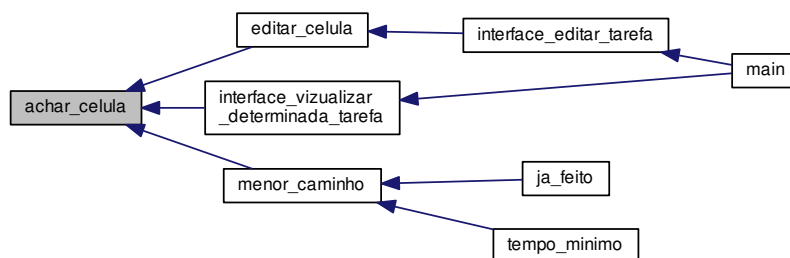 editar_celula
interface_editar_tarefa
main
achar_celula
interface_vizualizar
_determinada_tarefa
menor_caminho
ja_feito
tempo_minimo